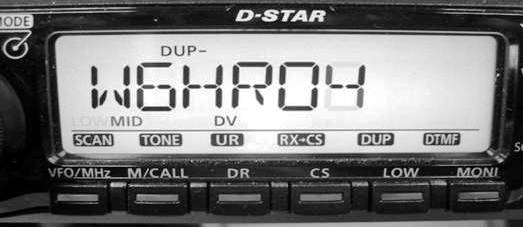 D-STAR
MODE
DUP-
W6HRO4
LOW MID DV
SCAN TONE UR RX→CS DUP DTMF
VFO/MHz M/CALL DR CS LOW MONI